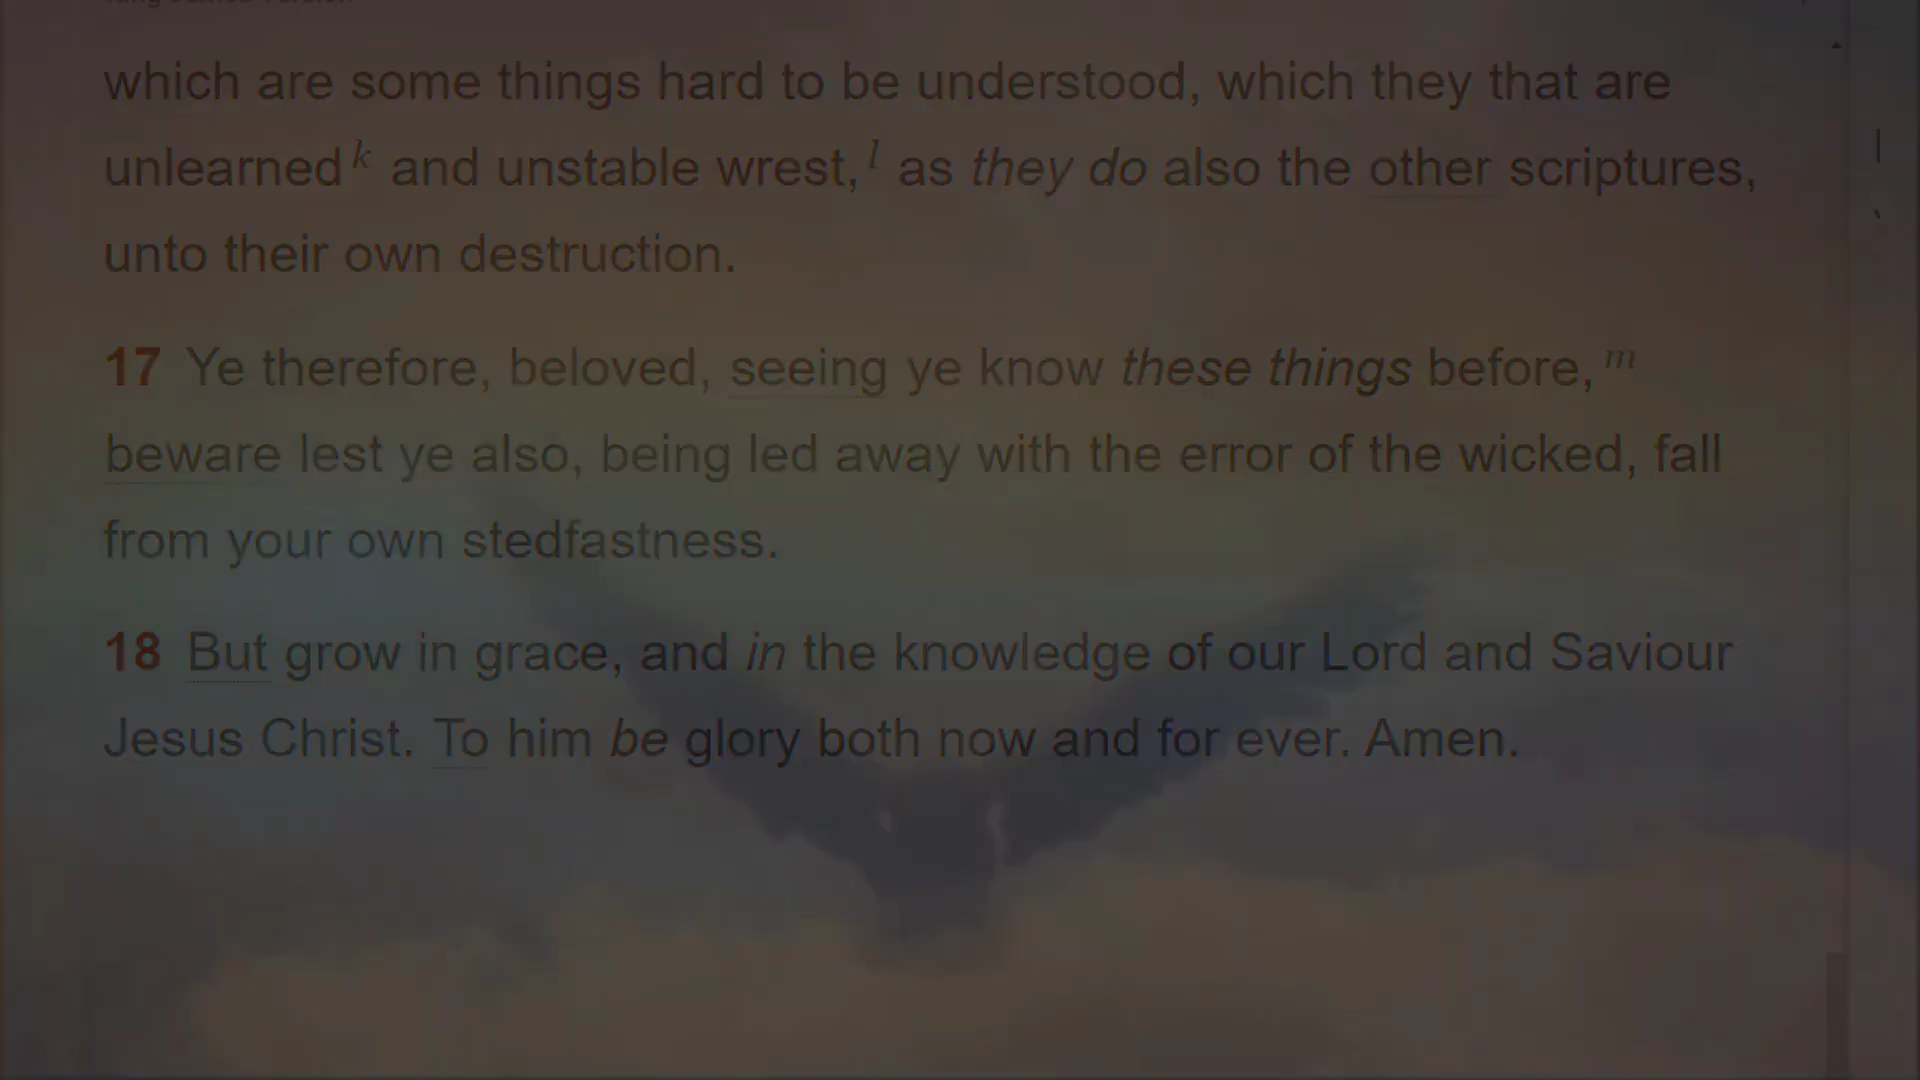 which are some things hard to be understood, which they that are
unlearned k and unstable wrest, l as they do also the other scriptures,
unto their own destruction.
17 Ye therefore, beloved, seeing ye know these things before, m
beware lest ye also, being led away with the error of the wicked, fall
from your own stedfastness.
18 But grow in grace, and in the knowledge of our Lord and Saviour
Jesus Christ. To him be glory both now and for ever. Amen.